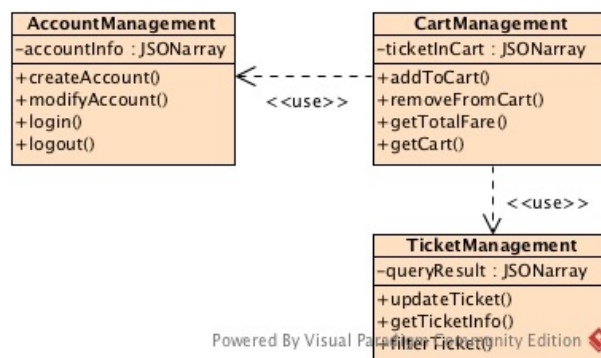 AccountManagement
-accountInfo : JSONarray
+createAccount()
+modifyAccount()
+login()
+logout()
<<use>>
CartManagement
-ticketInCart : JSONarray
+addToCart()
+removeFromCart()
+getTotalFare()
+getCart()
<<use>>
TicketManagement
-queryResult : JSONarray
+updateTicket()
+getTicketInfo()
+filterTicket()
Powered By Visual Paradigm Community Edition